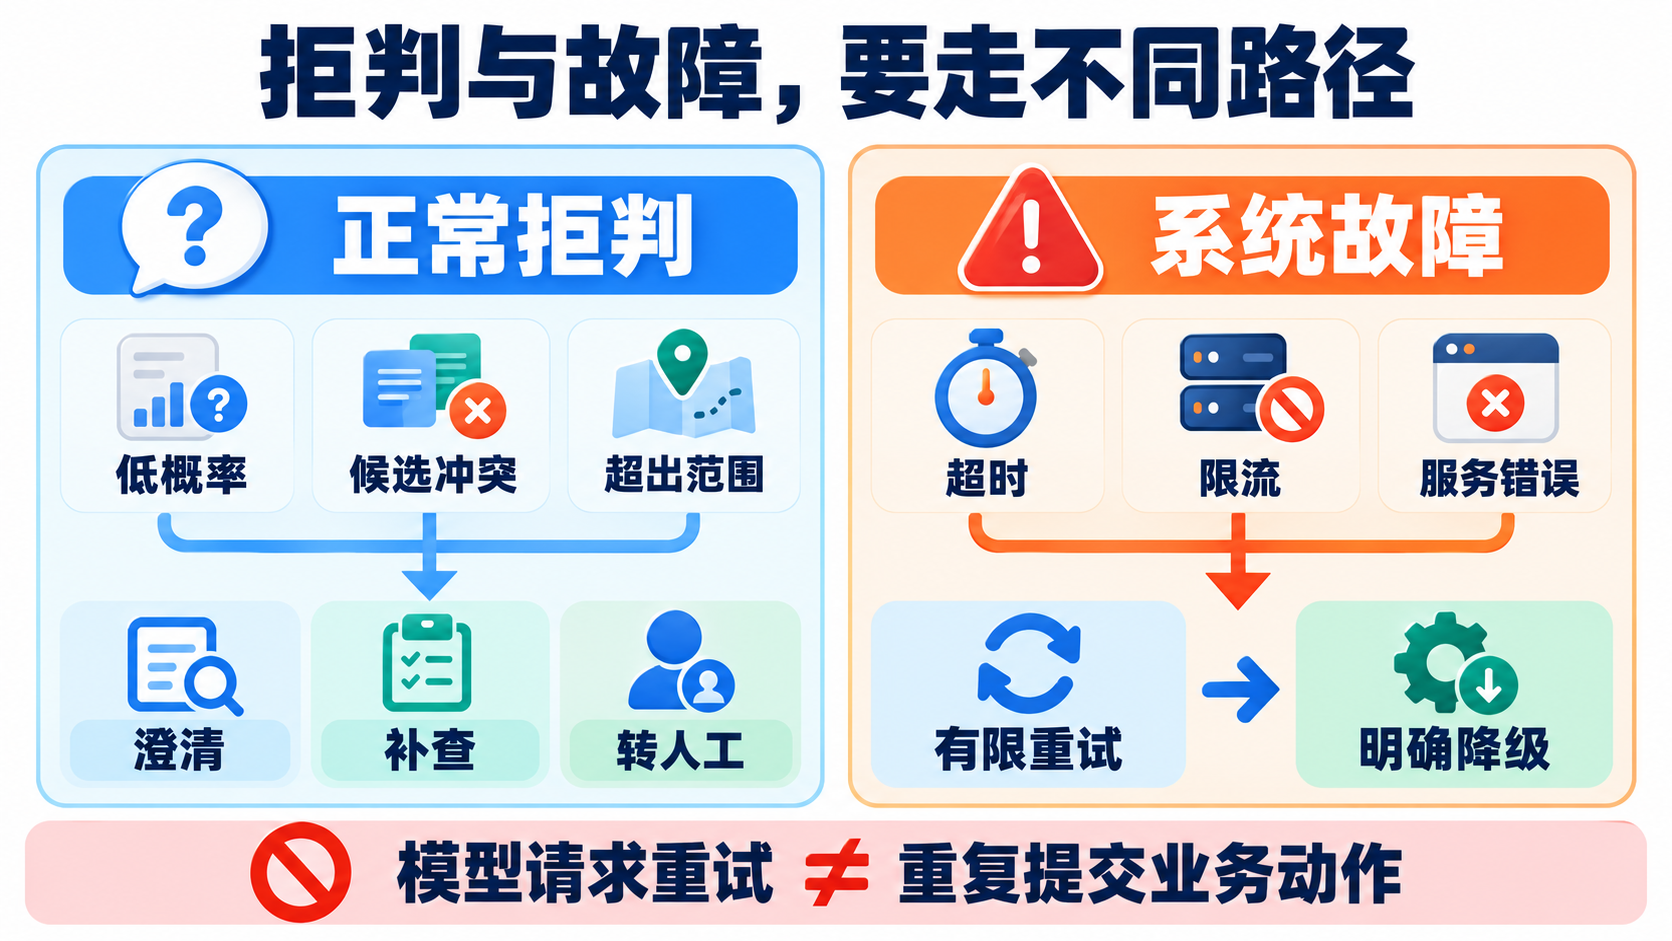 拒判与故障，要走不同路径
正常拒判
低概率
候选冲突
超出范围
澄清
补查
转人工
系统故障
超时
限流
服务错误
有限重试
明确降级
模型请求重试 ≠ 重复提交业务动作